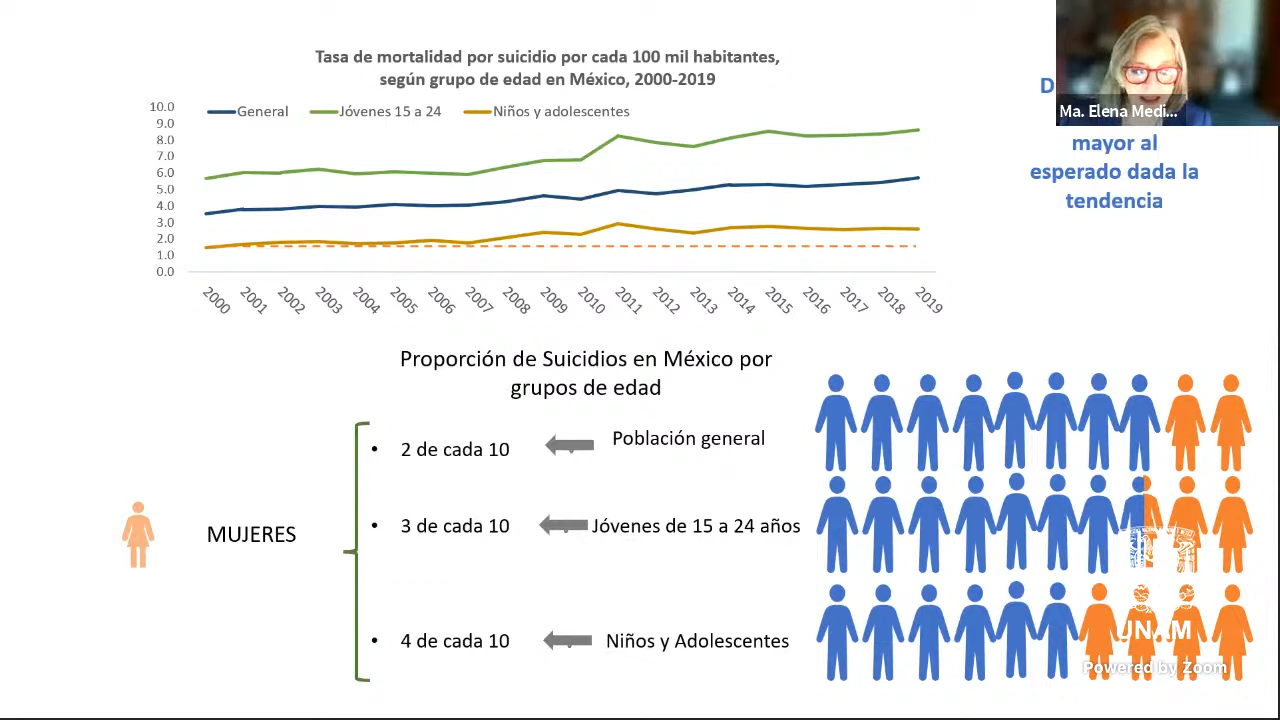 Tasa de mortalidad por suicidio por cada 100 mil habitantes,
según grupo de edad en México, 2000-2019
10.0
9.0
8.0
7.0
6.0
5.0
4.0
3.0
2.0
1.0
0.0
General
Jóvenes 15 a 24
Niños y adolescentes
2000
2001
2002
2003
2004
2005
2006
2007
2008
2009
2010
2011
2012
2013
2014
2015
2016
2017
2018
2019
Ma. Elena Medi...
mayor al
esperado dada la
tendencia
Proporción de Suicidios en México por
grupos de edad
MUJERES
• 2 de cada 10
Población general
• 3 de cada 10
Jóvenes de 15 a 24 años
• 4 de cada 10
Niños y Adolescentes
UNAM
Powered by Zoom